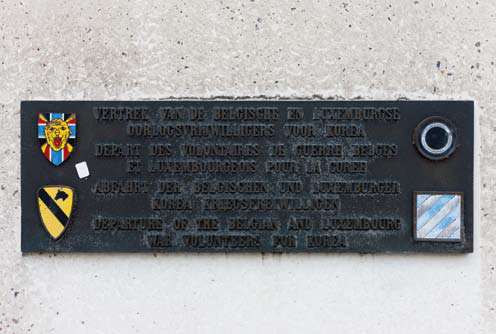 VERTREK VAN DE BELGISCHE EN LUXEMBURGSE
OORLOGSVRIJWILLIGERS VOOR KOREA
DEPART DES VOLONTAIRES DE GUERRE BELGES
ET LUXEMBOURGEOIS POUR LA COREE
ABFAHRT DER BELGISCHEN UND LUXEMBURGER
KOREA KRIEGSFREIWILLIGEN
DEPARTURE OF THE BELGIAN AND LUXEMBOURG
WAR VOLUNTEERS FOR KOREA